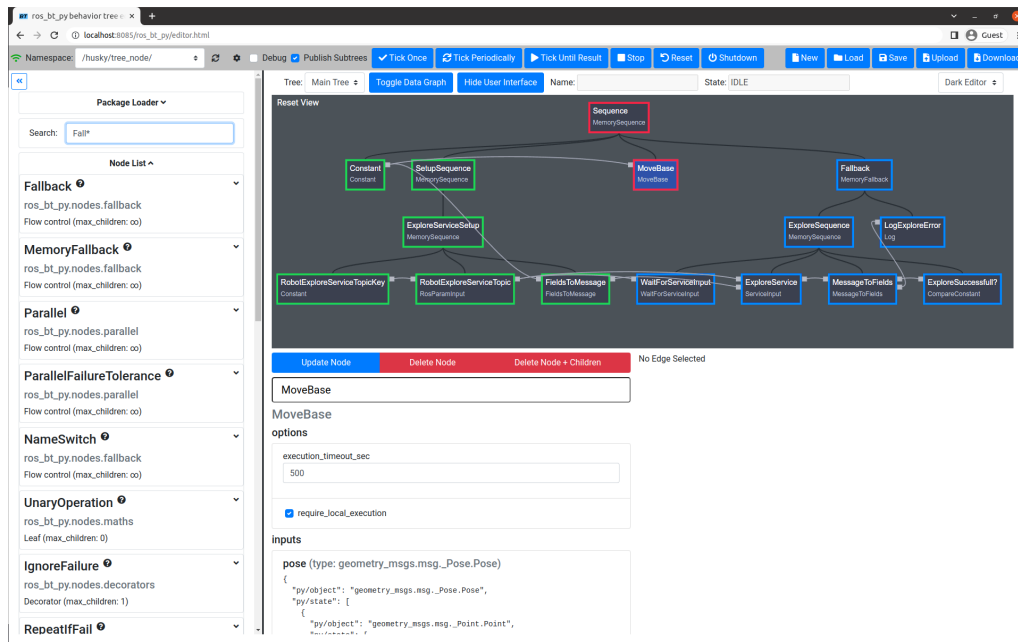 ros_bt_py behavior tree e
localhost:8085/ros_bt_py/editor.html
Guest
Namespace: /husky/tree_node/ Debug Publish Subtrees Tick Once Tick Periodically Tick Until Result Stop Reset Shutdown New Load Save Upload Download
Tree: Main Tree Toggle Data Graph Hide User Interface Name: State: IDLE Dark Editor
Package Loader
Search: Fall*
Node List
Fallback
ros_bt_py.nodes.fallback
Flow control (max_children: ∞)
MemoryFallback
ros_bt_py.nodes.fallback
Flow control (max_children: ∞)
Parallel
ros_bt_py.nodes.parallel
Flow control (max_children: ∞)
ParallelFailureTolerance
ros_bt_py.nodes.parallel
Flow control (max_children: ∞)
NameSwitch
ros_bt_py.nodes.fallback
Flow control (max_children: ∞)
UnaryOperation
ros_bt_py.nodes.maths
Leaf (max_children: 0)
IgnoreFailure
ros_bt_py.nodes.decorators
Decorator (max_children: 1)
RepeatIfFail
Reset View
Sequence
MemorySequence
Constant
Constant
SetupSequence
MemorySequence
MoveBase
MoveBase
Fallback
MemoryFallback
ExploreServiceSetup
MemorySequence
ExploreSequence
MemorySequence
LogExploreError
Log
RobotExploreServiceTopicKey
Constant
RobotExploreServiceTopic
RosParamInput
FieldsToMessage
FieldsToMessage
WaitForServiceInput
WaitForServiceInput
ExploreService
ServiceInput
MessageToFields
MessageToFields
ExploreSuccessfull?
CompareConstant
Update Node Delete Node Delete Node + Children
No Edge Selected
MoveBase
MoveBase
options
execution_timeout_sec
500
require_local_execution
inputs
pose (type: geometry_msgs.msg._Pose.Pose)
{
"py/object": "geometry_msgs.msg._Pose.Pose",
"py/state": [
{
"py/object": "geometry_msgs.msg._Point.Point",
"py/state": [